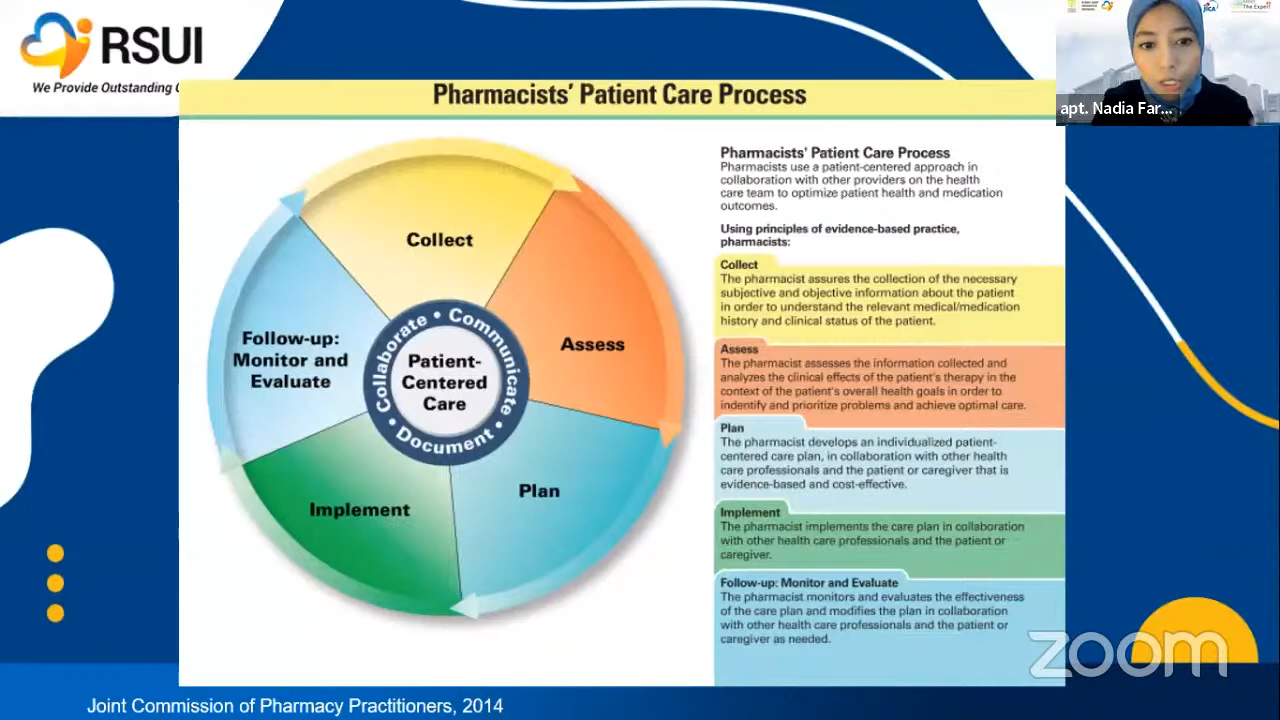 RSUI
We Provide Outstanding
Pharmacists' Patient Care Process
JICA
The Expert
apt. Nadia Far...
Collect
Assess
Plan
Implement
Follow-up:
Monitor and
Evaluate
Collaborate • Communicate • Document •
Patient-
Centered
Care
Pharmacists' Patient Care Process
Pharmacists use a patient-centered approach in
collaboration with other providers on the health
care team to optimize patient health and medication
outcomes.
Using principles of evidence-based practice,
pharmacists:
Collect
The pharmacist assures the collection of the necessary
subjective and objective information about the patient
in order to understand the relevant medical/medication
history and clinical status of the patient.
Assess
The pharmacist assesses the information collected and
analyzes the clinical effects of the patient's therapy in the
context of the patient's overall health goals in order to
indentify and prioritize problems and achieve optimal care.
Plan
The pharmacist develops an individualized patient-
centered care plan, in collaboration with other health
care professionals and the patient or caregiver that is
evidence-based and cost-effective.
Implement
The pharmacist implements the care plan in collaboration
with other health care professionals and the patient or
caregiver.
Follow-up: Monitor and Evaluate
The pharmacist monitors and evaluates the effectiveness
of the care plan and modifies the plan in collaboration
with other health care professionals and the patient or
caregiver as needed.
zoom
Joint Commission of Pharmacy Practitioners, 2014